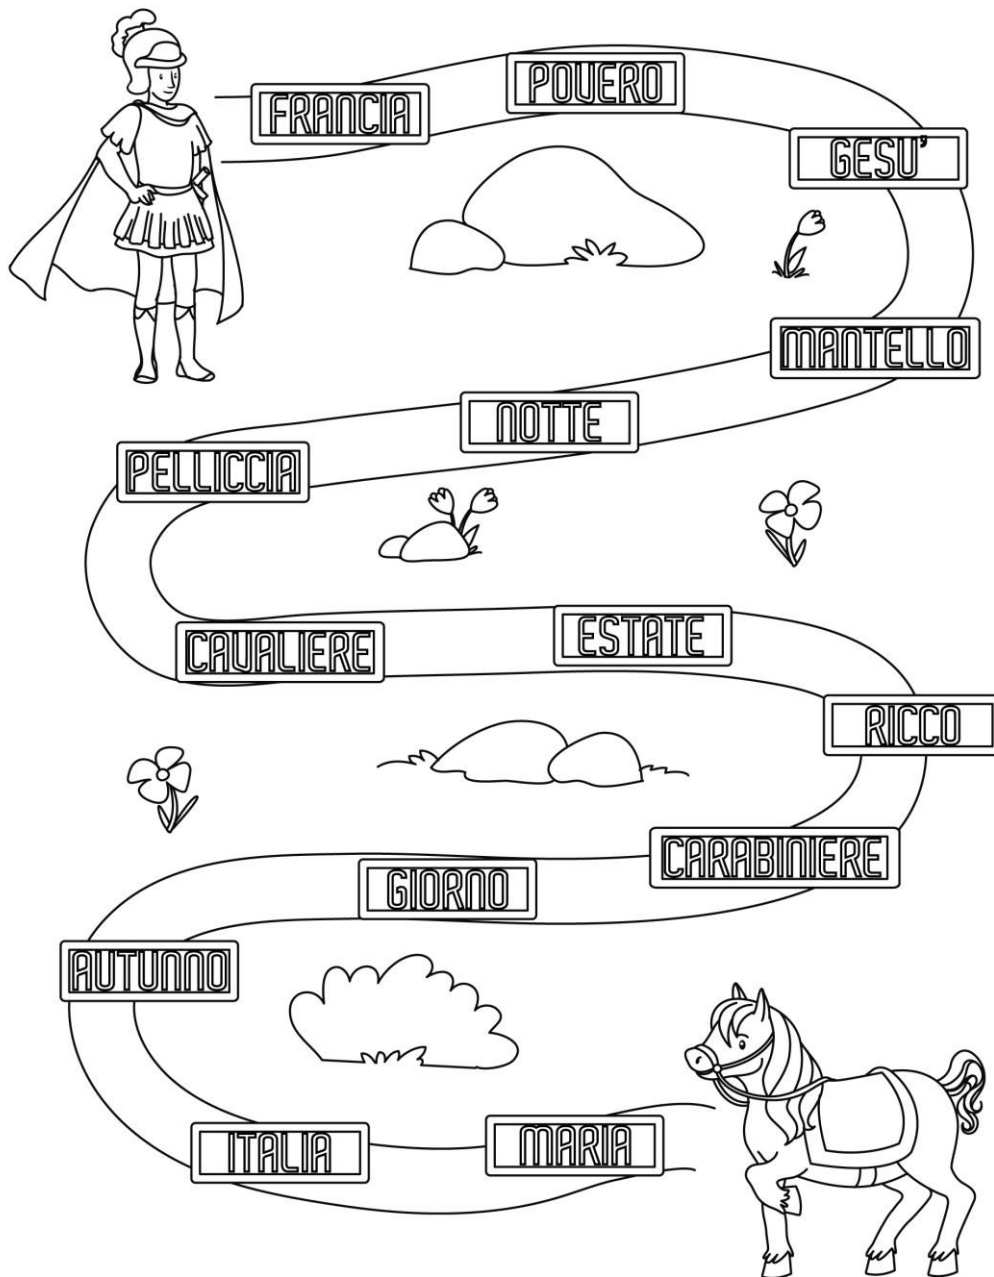 FRANCIA
POVERO
GESU'
MANTELLO
NOTTE
PELLICCIA
CAVALIERE
ESTATE
RICCO
CARABINIERE
GIORNO
AUTUNNO
ITALIA
MARIA